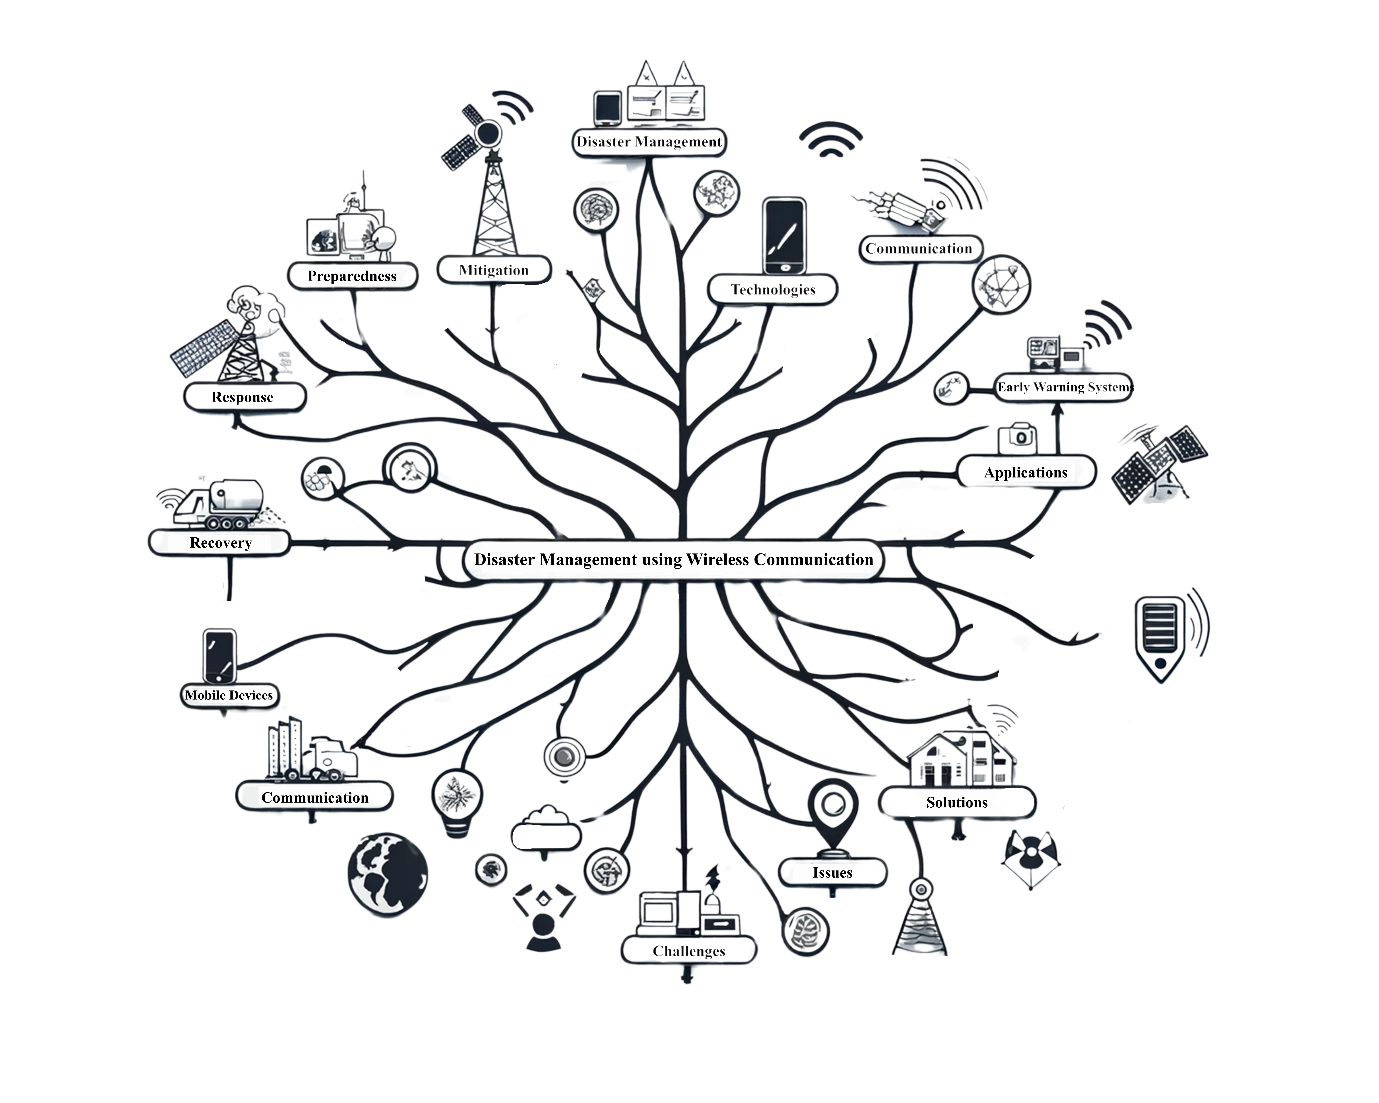 Disaster Management
Communication
Mitigation
Preparedness
Technologies
Early Warning Systems
Response
Applications
Recovery
Disaster Management using Wireless Communication
Mobile Devices
Communication
Solutions
Issues
Challenges